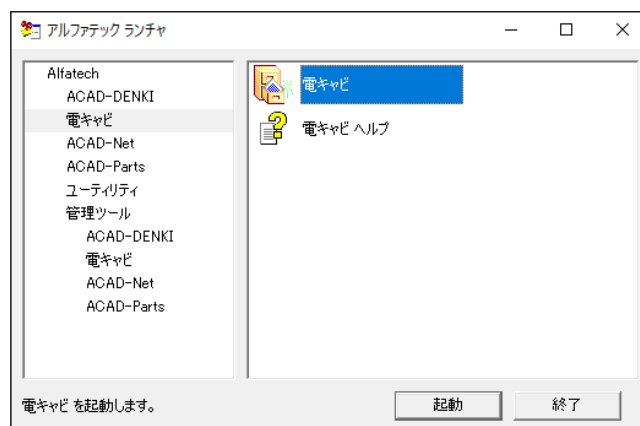 アルファテック ランチャ
Alfatech
ACAD-DENKI
電キャビ
ACAD-Net
ACAD-Parts
ユーティリティ
管理ツール
ACAD-DENKI
電キャビ
ACAD-Net
ACAD-Parts
電キャビ
電キャビ ヘルプ
電キャビ を起動します。
起動
終了